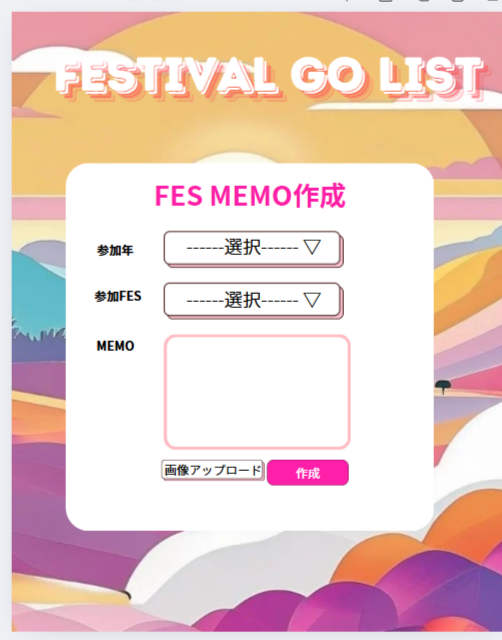 FESTIVAL GO LIST
FES MEMO作成
参加年
------選択------ ▽
参加FES
------選択------ ▽
MEMO
画像アップロード
作成